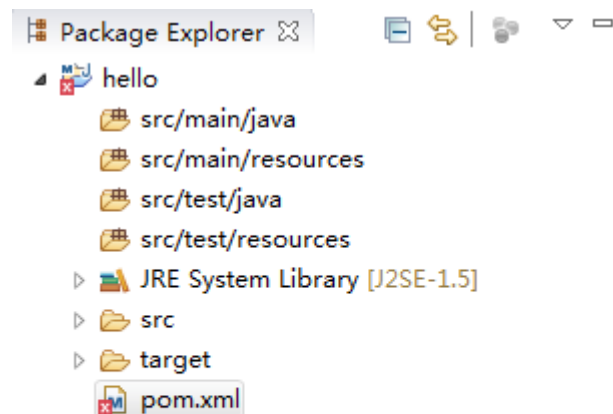 Package Explorer
hello
src/main/java
src/main/resources
src/test/java
src/test/resources
JRE System Library [J2SE-1.5]
src
target
pom.xml